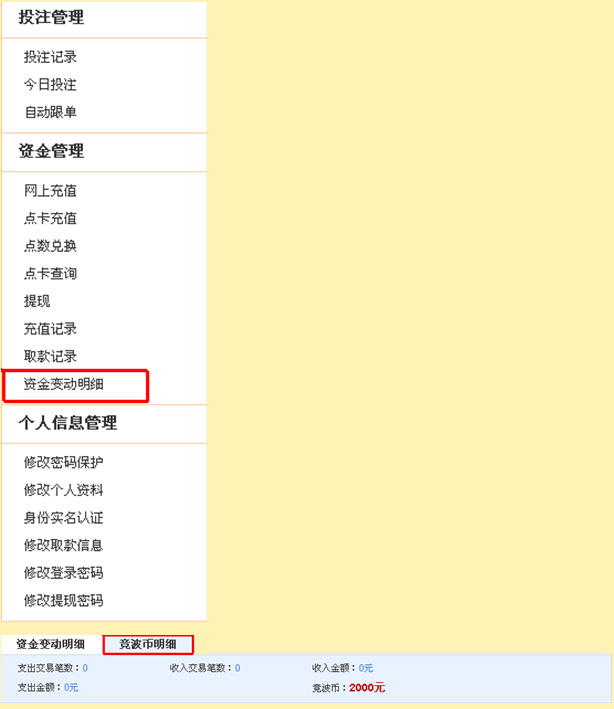 投注管理
投注记录
今日投注
自动跟单
资金管理
网上充值
点卡充值
点数兑换
点卡查询
提现
充值记录
取款记录
资金变动明细
个人信息管理
修改密码保护
修改个人资料
身份实名认证
修改取款信息
修改登录密码
修改提现密码
资金变动明细 竞波币明细
支出交易笔数：0 收入交易笔数：0 收入金额：0元
支出金额：0元 竞波币：2000元